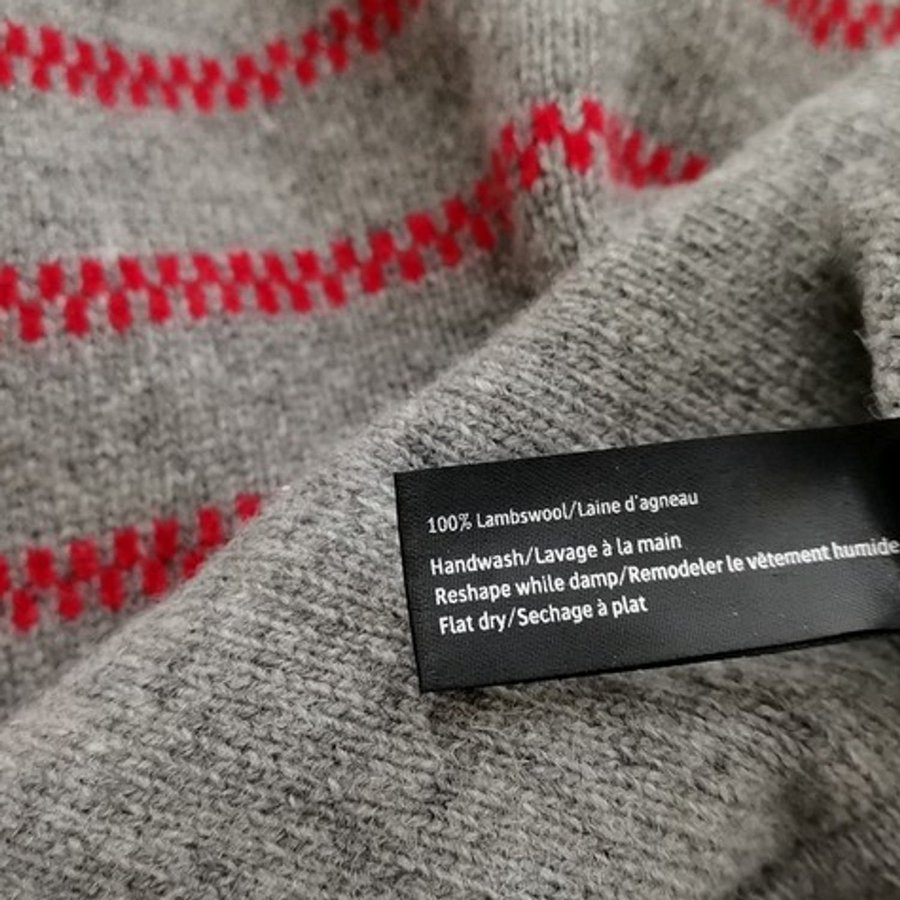 100% Lambswool/Laine d'agneau
Handwash/Lavage à la main
Reshape while damp/Remodeler le vêtement humide
Flat dry/Sechage à plat